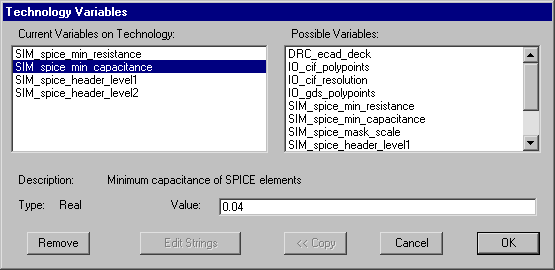 Technology Variables
Current Variables on Technology:
SIM_spice_min_resistance
SIM_spice_min_capacitance
SIM_spice_header_level1
SIM_spice_header_level2
Possible Variables:
DRC_ecad_deck
IO_cif_polypoints
IO_cif_resolution
IO_gds_polypoints
SIM_spice_min_resistance
SIM_spice_min_capacitance
SIM_spice_mask_scale
SIM_spice_header_level1
Description: Minimum capacitance of SPICE elements
Type: Real Value: 0.04
Remove Edit Strings << Copy Cancel OK